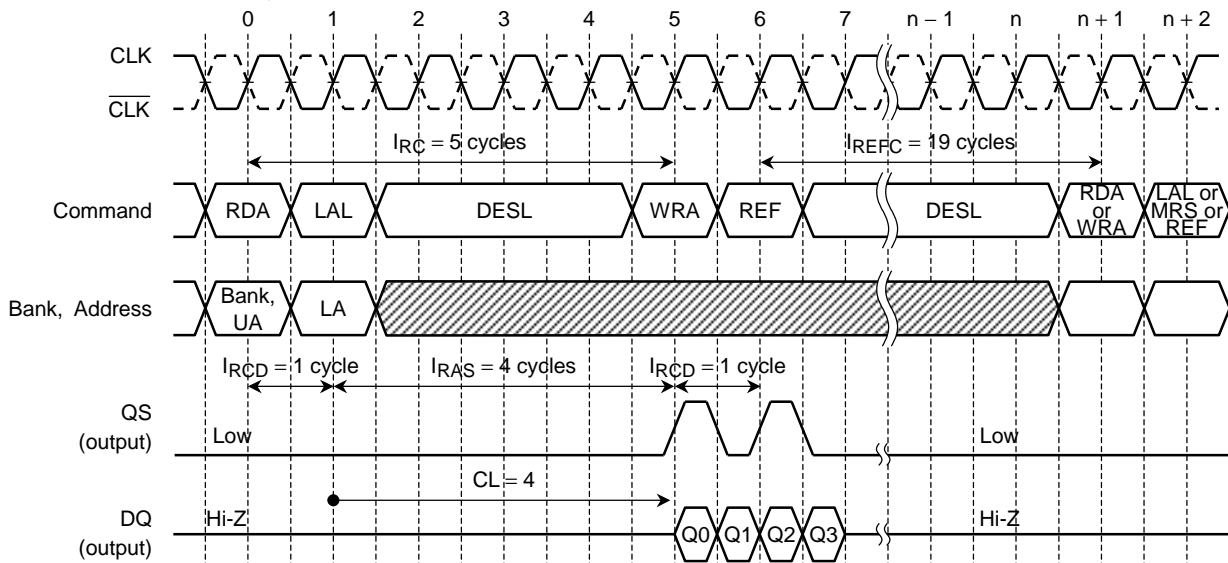 0 1 2 3 4 5 6 7 n − 1 n n + 1 n + 2
CLK
CLK
IRC = 5 cycles
IREFC = 19 cycles
Command
RDA
LAL
DESL
WRA
REF
DESL
RDA
or
WRA
LAL or
MRS or
REF
Bank, Address
Bank,
UA
LA
IRCD = 1 cycle
IRAS = 4 cycles
IRCD = 1 cycle
QS
(output)
Low
Low
CL = 4
DQ
(output)
Hi-Z
Q0
Q1
Q2
Q3
Hi-Z